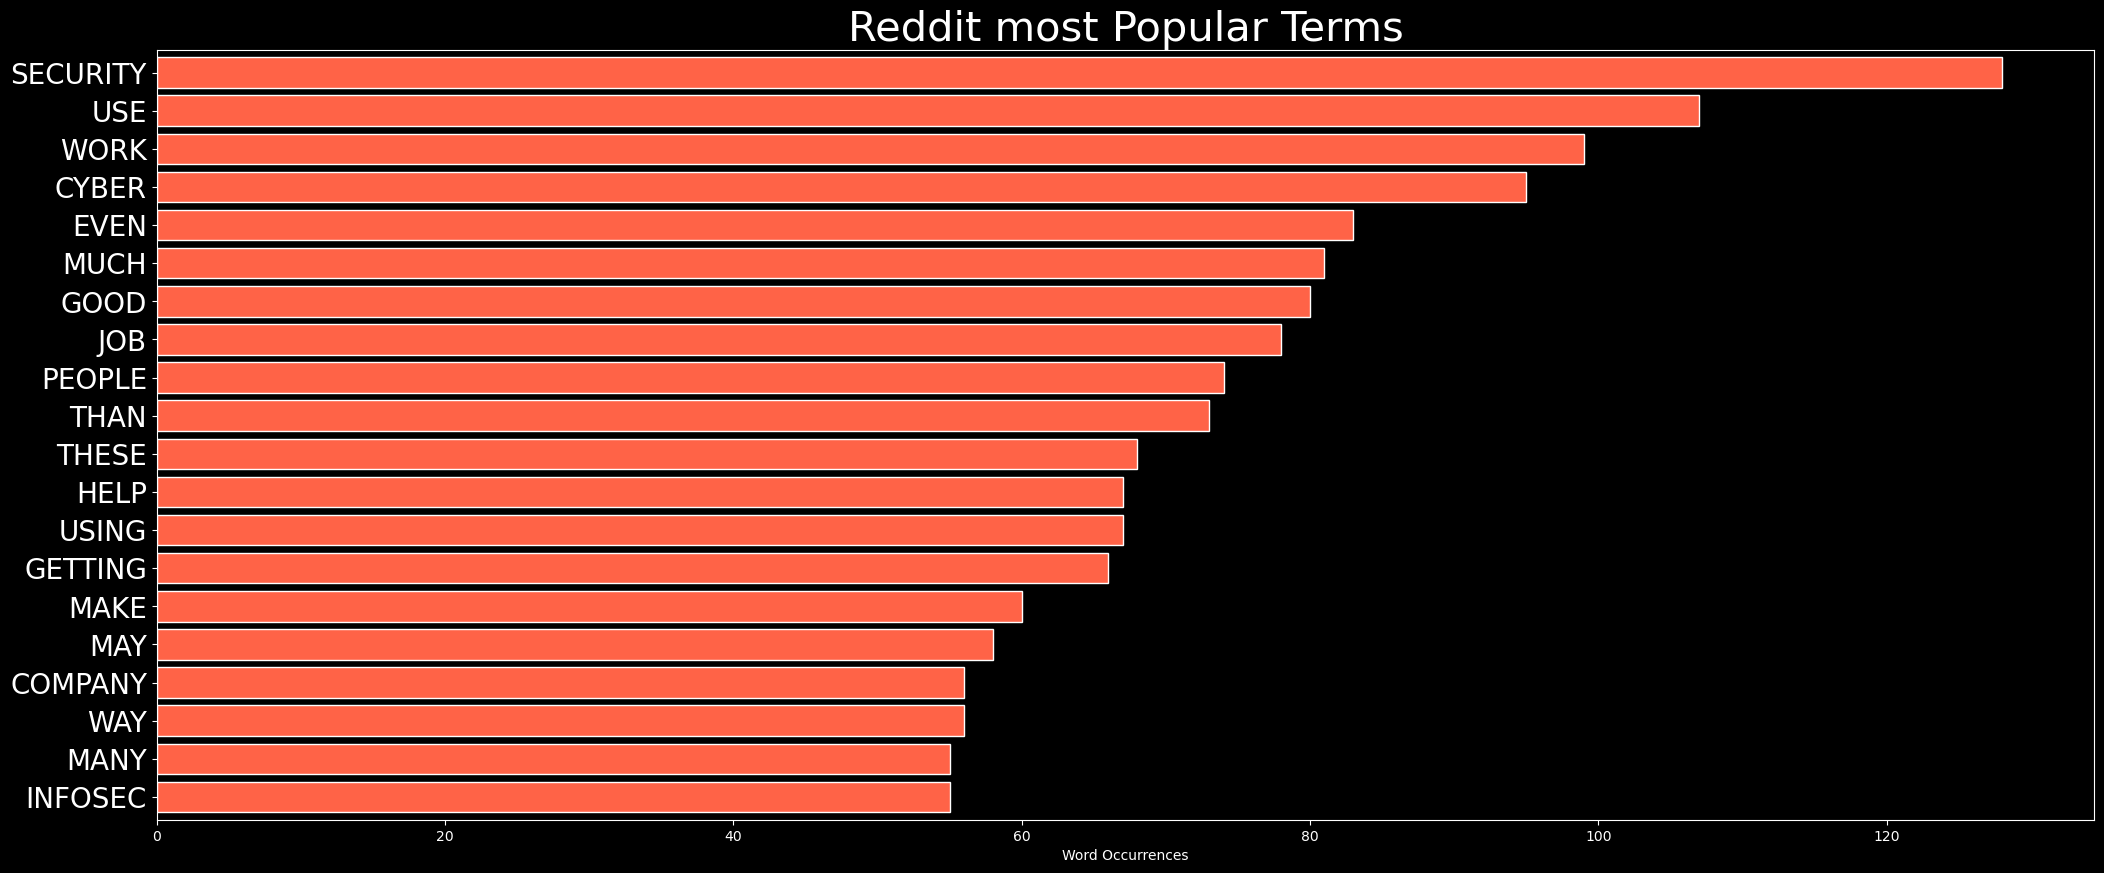 Reddit most Popular Terms
SECURITY
USE
WORK
CYBER
EVEN
MUCH
GOOD
JOB
PEOPLE
THAN
THESE
HELP
USING
GETTING
MAKE
MAY
COMPANY
WAY
MANY
INFOSEC
0 20 40 60 80 100 120
Word Occurrences